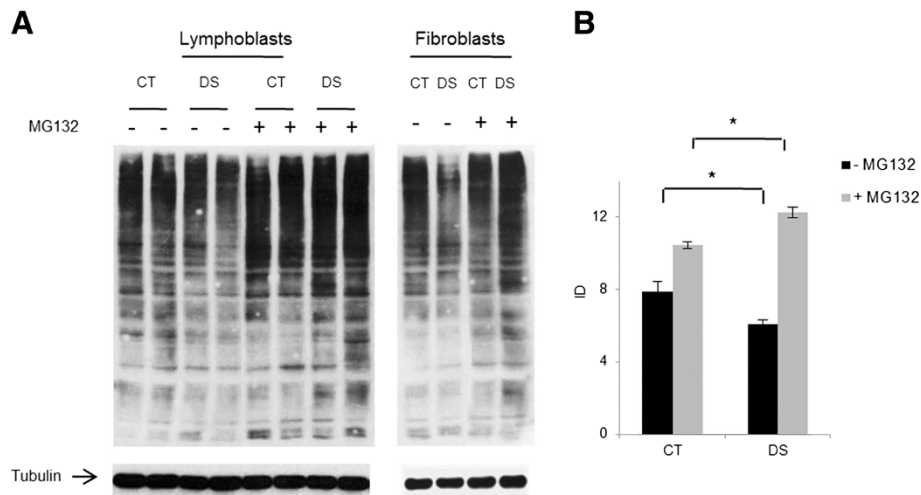 A
Lymphoblasts
Fibroblasts
CT DS CT DS
CT DS CT DS
MG132 - - - - + + + + - - + +
Tubulin
B
* *
- MG132
+ MG132
12
8
4
0
ID
CT DS